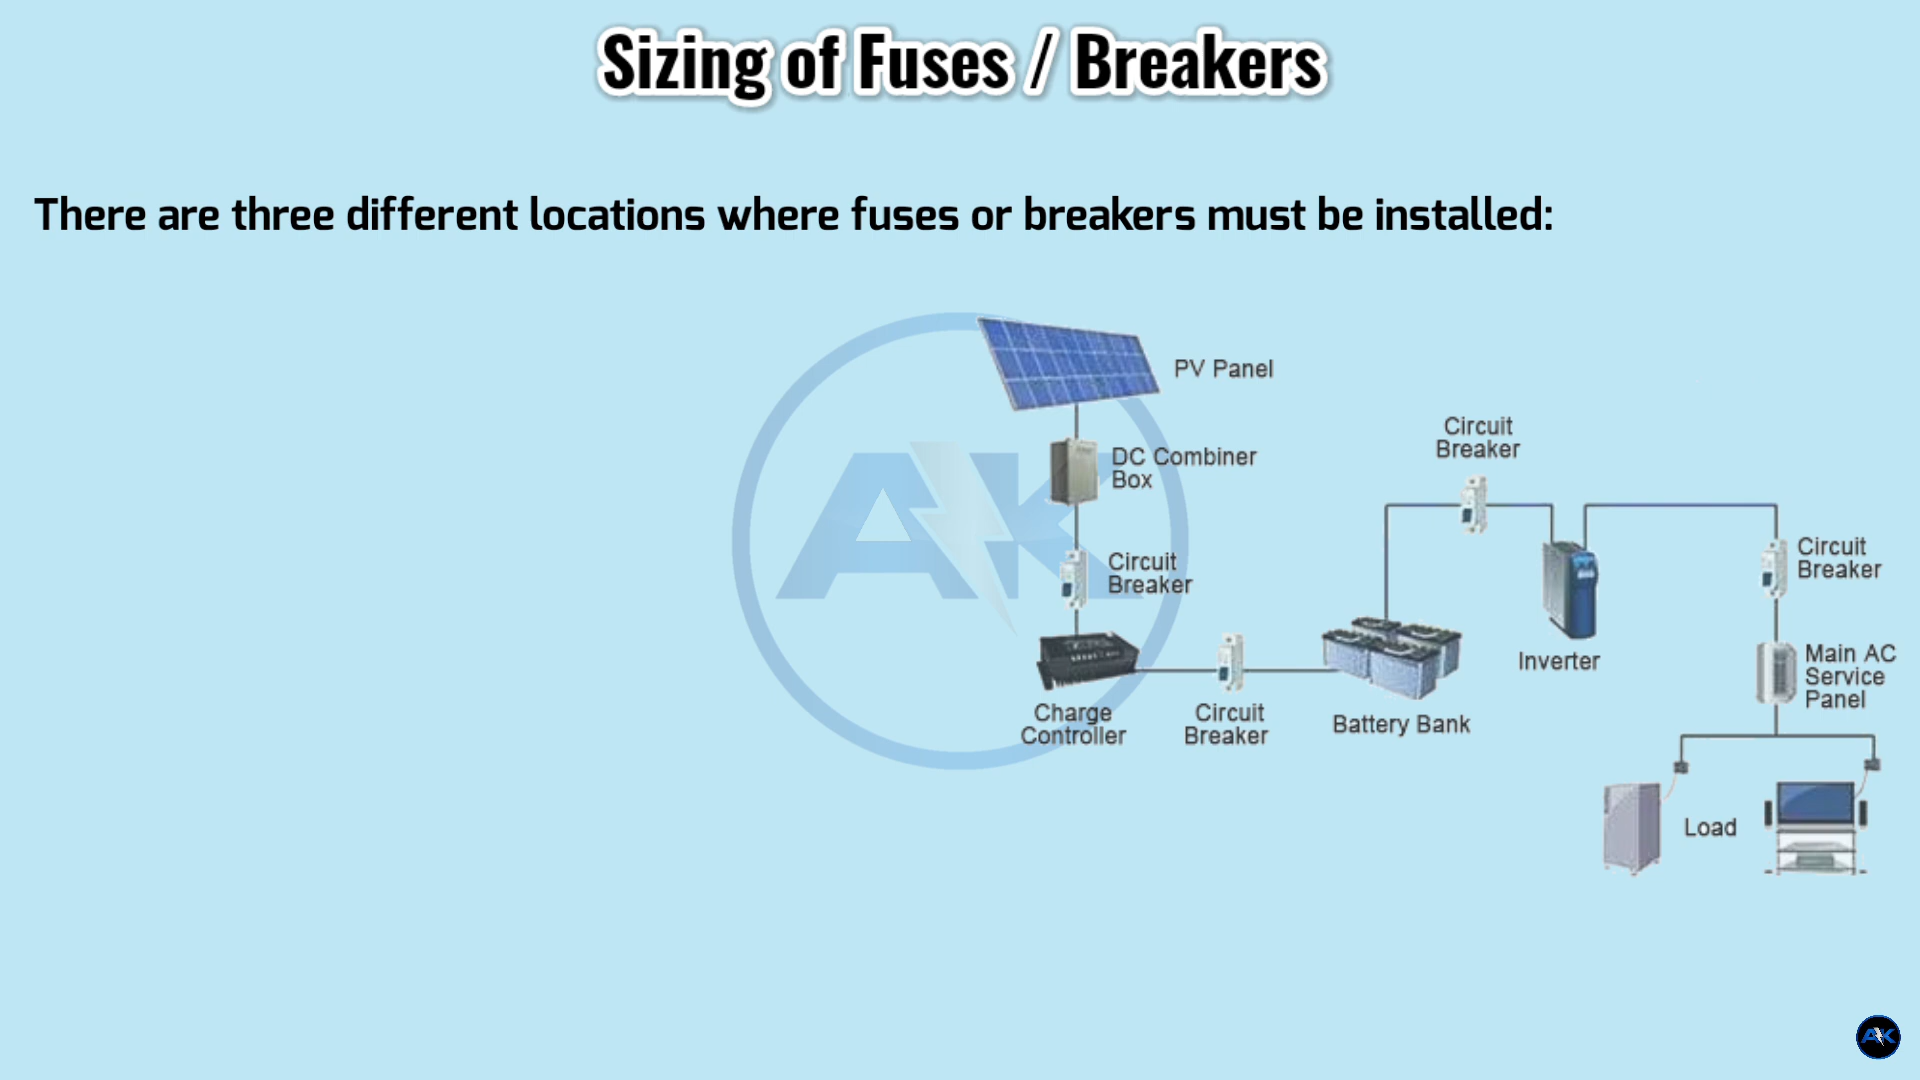 Sizing of Fuses / Breakers
There are three different locations where fuses or breakers must be installed:
PV Panel
DC Combiner
Box
Circuit
Breaker
Charge
Controller
Circuit
Breaker
Battery Bank
Circuit
Breaker
Inverter
Circuit
Breaker
Main AC
Service
Panel
Load
AK
AK